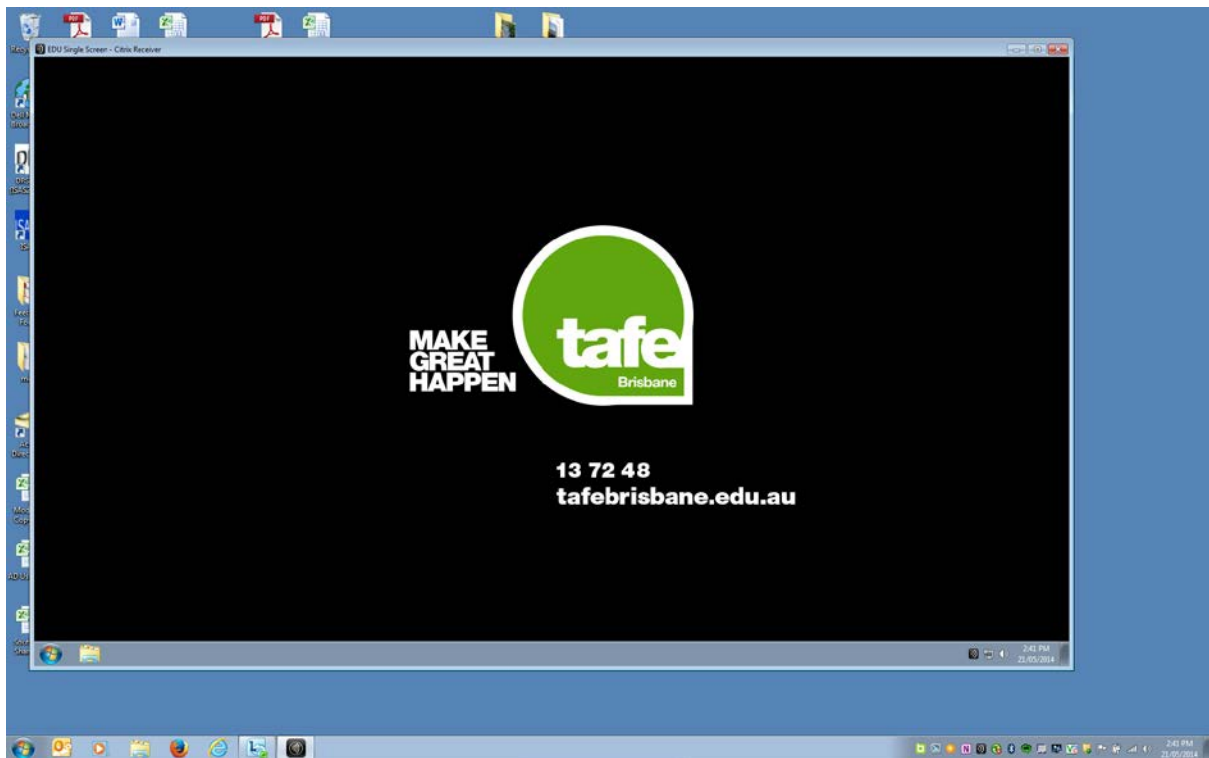 EDU Single Screen - Citrix Receiver
MAKE
GREAT
HAPPEN
tafe
Brisbane
13 72 48
tafebrisbane.edu.au
2:41 PM
21/05/2014
2:41 PM
21/05/2014